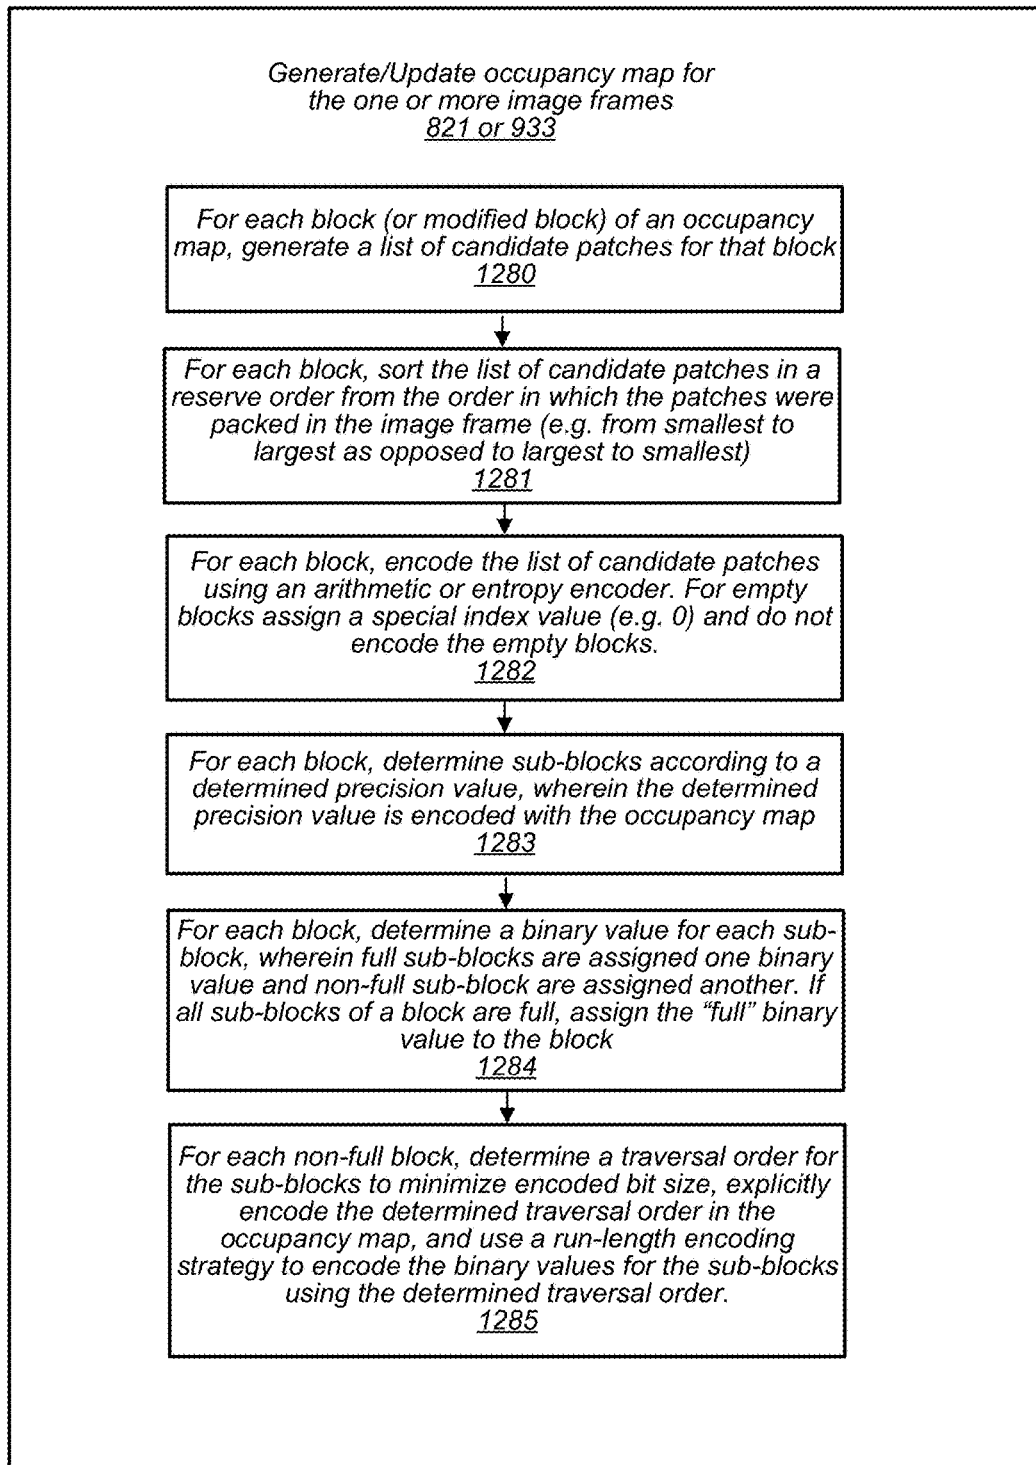 Generate/Update occupancy map for
the one or more image frames
821 or 933
For each block (or modified block) of an occupancy
map, generate a list of candidate patches for that block
1280
For each block, sort the list of candidate patches in a
reserve order from the order in which the patches were
packed in the image frame (e.g. from smallest to
largest as opposed to largest to smallest)
1281
For each block, encode the list of candidate patches
using an arithmetic or entropy encoder. For empty
blocks assign a special index value (e.g. 0) and do not
encode the empty blocks.
1282
For each block, determine sub-blocks according to a
determined precision value, wherein the determined
precision value is encoded with the occupancy map
1283
For each block, determine a binary value for each sub-
block, wherein full sub-blocks are assigned one binary
value and non-full sub-block are assigned another. If
all sub-blocks of a block are full, assign the “full” binary
value to the block
1284
For each non-full block, determine a traversal order for
the sub-blocks to minimize encoded bit size, explicitly
encode the determined traversal order in the
occupancy map, and use a run-length encoding
strategy to encode the binary values for the sub-blocks
using the determined traversal order.
1285